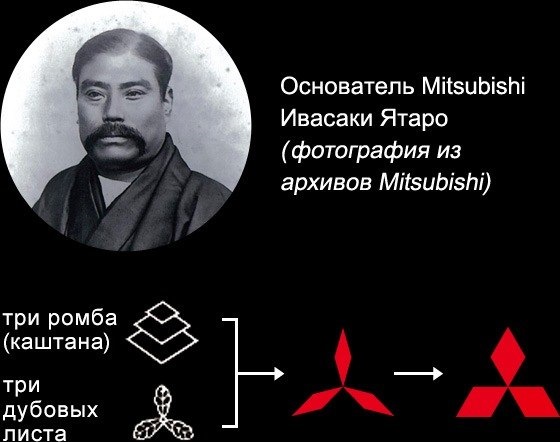 Основатель Mitsubishi
Ивасаки Ятаро
(фотография из
архивов Mitsubishi)
три ромба
(каштана)
три
дубовых
листа